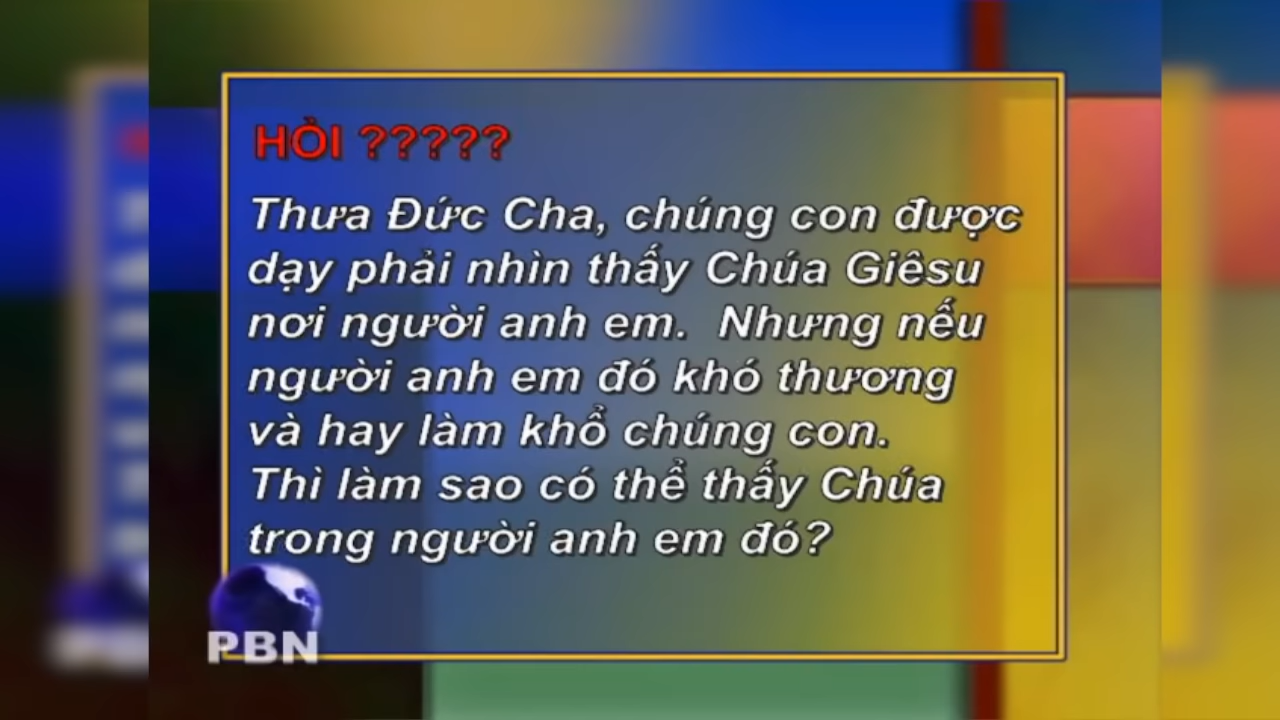 HỎI ?????
Thưa Đức Cha, chúng con được
dạy phải nhìn thấy Chúa Giêsu
nơi người anh em.  Nhưng nếu
người anh em đó khó thương
và hay làm khổ chúng con.
Thì làm sao có thể thấy Chúa
trong người anh em đó?
PBN